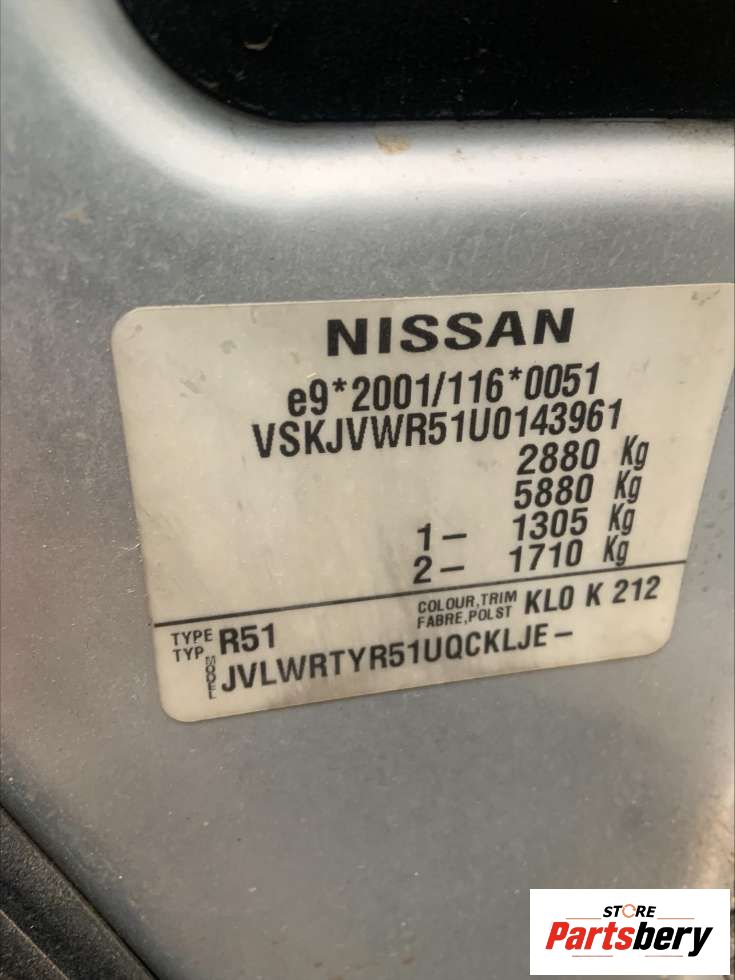 NISSAN
e9*2001/116*0051
VSKJVWR51U0143961
2880 Kg
5880 Kg
1- 1305 Kg
2- 1710 Kg
COLOUR,TRIM KL0 K 212
FABRE,POLST
TYPE R51
TYP
MODEL JVLWRTYR51UQCKLJE-
STORE
Partsbery